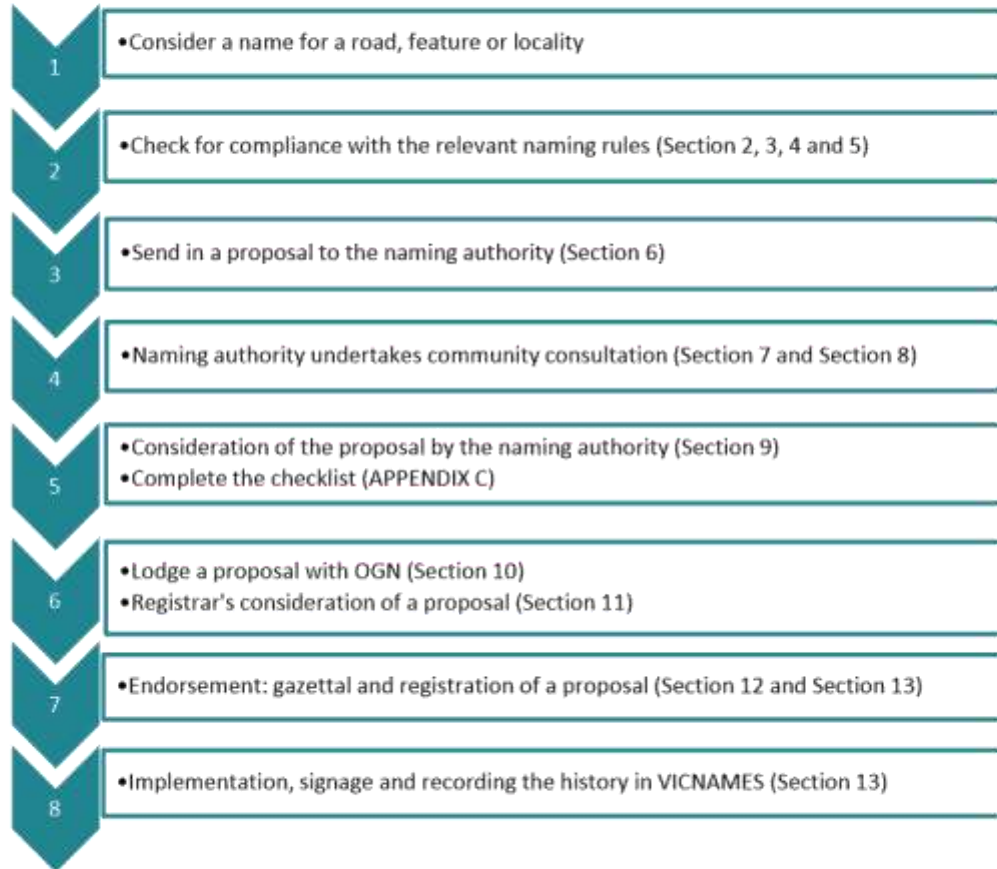 1
•Consider a name for a road, feature or locality
2
•Check for compliance with the relevant naming rules (Section 2, 3, 4 and 5)
3
•Send in a proposal to the naming authority (Section 6)
4
•Naming authority undertakes community consultation (Section 7 and Section 8)
5
•Consideration of the proposal by the naming authority (Section 9)
•Complete the checklist (APPENDIX C)
6
•Lodge a proposal with OGN (Section 10)
•Registrar's consideration of a proposal (Section 11)
7
•Endorsement: gazettal and registration of a proposal (Section 12 and Section 13)
8
•Implementation, signage and recording the history in VICNAMES (Section 13)